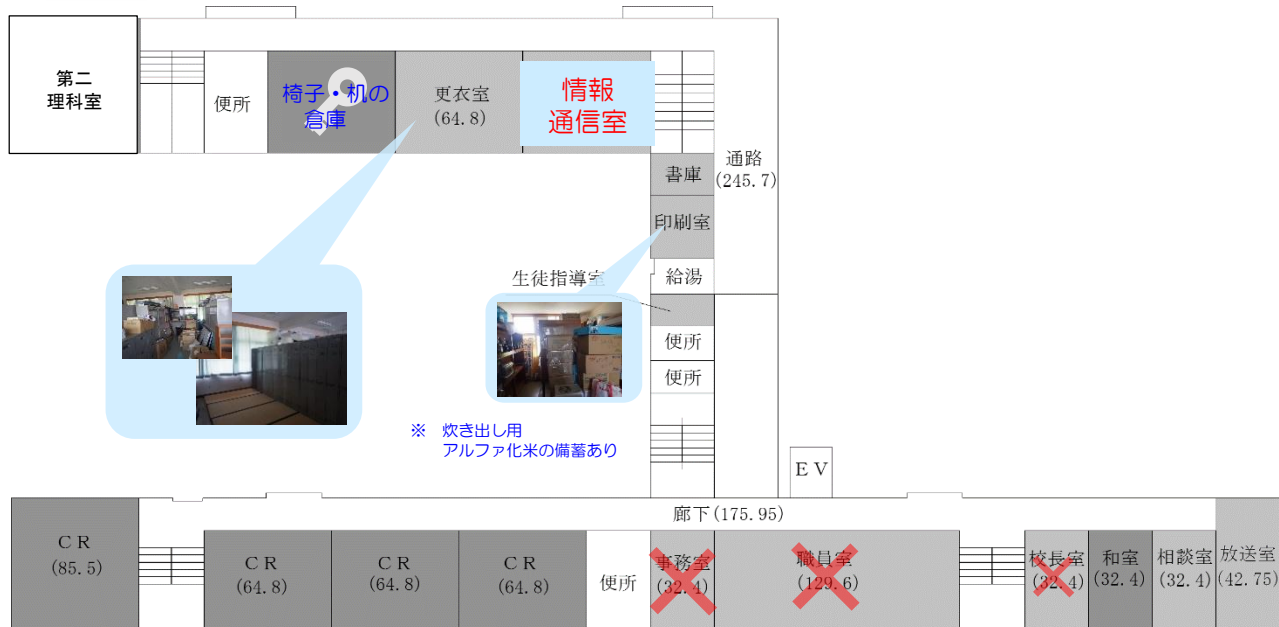 第二
理科室
便所
椅子・机の
倉庫
更衣室
(64.8)
情報
通信室
書庫
通路
(245.7)
印刷室
給湯
生徒指導室
便所
便所
※ 炊き出し用
アルファ化米の備蓄あり
EV
廊下(175.95)
CR
(85.5)
CR
(64.8)
CR
(64.8)
CR
(64.8)
便所
事務室
(32.4)
職員室
(129.6)
校長室
(32.4)
和室
(32.4)
相談室
(32.4)
放送室
(42.75)